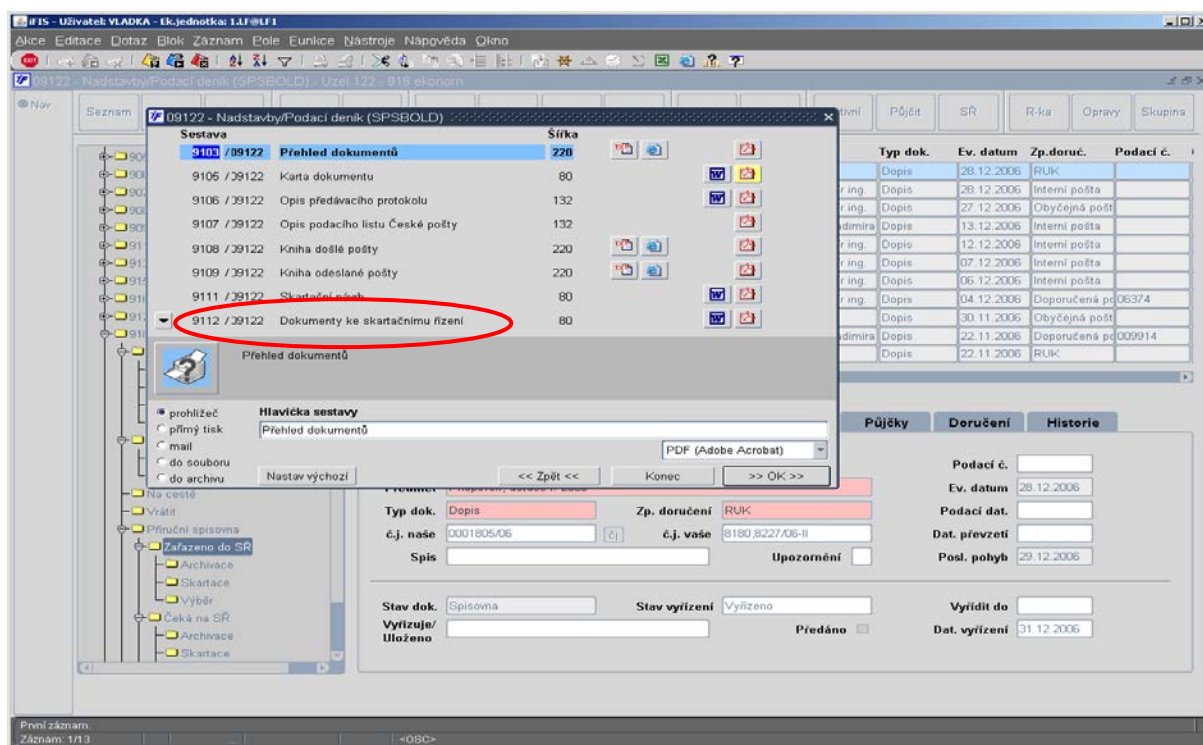 iFIS - Uživatel: VLADKA - Ek.jednotka: 1.LF@LF1
Akce Editace Dotaz Blok Záznam Pole Funkce Nástroje Nápověda Okno
09122 - Nadstavby/Podací deník (SPSBOLD) - Uzel 122 - 918 ekonom
Nav
Seznam
Půjčit
SŘ
R-ka
Opravy
Skupina
09122 - Nadstavby/Podací deník (SPSBOLD)
Sestava Šířka
9103 /09122 Přehled dokumentů 220
9105 /09122 Karta dokumentu 80
9106 /09122 Opis předávacího protokolu 132
9107 /09122 Opis podacího listu České pošty 132
9108 /09122 Kniha došlé pošty 220
9109 /09122 Kniha odeslané pošty 220
9111 /09122 Skartační návrh 80
9112 /09122 Dokumenty ke skartačnímu řízení 80
Přehled dokumentů
prohlížeč
přímý tisk
mail
do souboru
do archivu
Hlavička sestavy
Přehled dokumentů
PDF (Adobe Acrobat)
Nastav výchozí << Zpět << Konec >> OK >>
Typ dok. Ev. datum Zp.doruč. Podací č.
Dopis 28.12.2006 RUK
r ing. Dopis 28.12.2006 Interní pošta
r ing. Dopis 27.12.2006 Obyčejná pošt
dimíra Dopis 13.12.2006 Interní pošta
r ing. Dopis 12.12.2006 Interní pošta
r ing. Dopis 07.12.2006 Interní pošta
r ing. Dopis 06.12.2006 Interní pošta
r ing. Dopis 04.12.2006 Doporučená po 06374
Dopis 30.11.2006 Obyčejná pošt
dimíra Dopis 22.11.2006 Doporučená po 009914
Dopis 22.11.2006 RUK
Půjčky Doručení Historie
Podací č.
Ev. datum 28.12.2006
Typ dok. Dopis Zp. doručení RUK Podací dat.
č.j. naše 0001805/06 čj č.j. vaše 8180,8227/06-II Dat. převzetí
Spis Upozornění Posl. pohyb 29.12.2006
Stav dok. Spisovna Stav vyřízení Vyřízeno Vyřídit do
Vyřizuje/
Uloženo Předáno Dat. vyřízení 31.12.2006
Na cestě
Vrátit
Příruční spisovna
Zařazeno do SŘ
Archivace
Skartace
Výběr
Čeká na SŘ
Archivace
Skartace
První záznam.
Záznam: 1/13 <OSC>